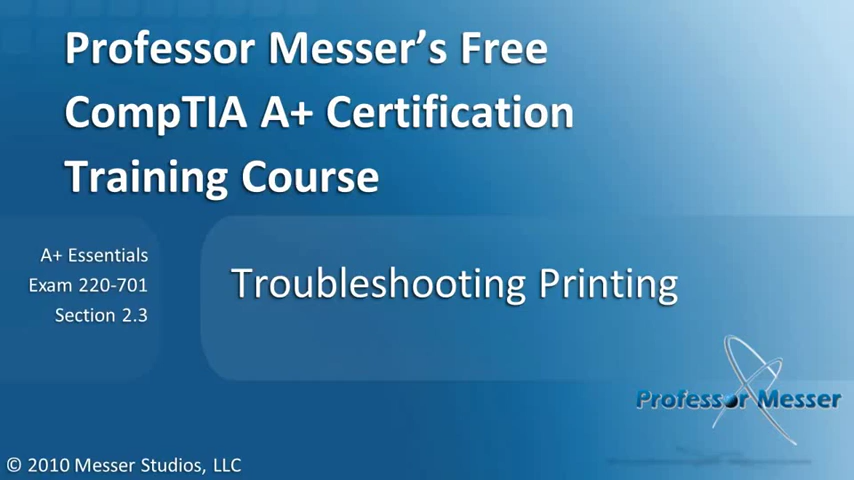 Professor Messer's Free
CompTIA A+ Certification
Training Course
A+ Essentials
Exam 220-701
Section 2.3
Troubleshooting Printing
Professor Messer
© 2010 Messer Studios, LLC